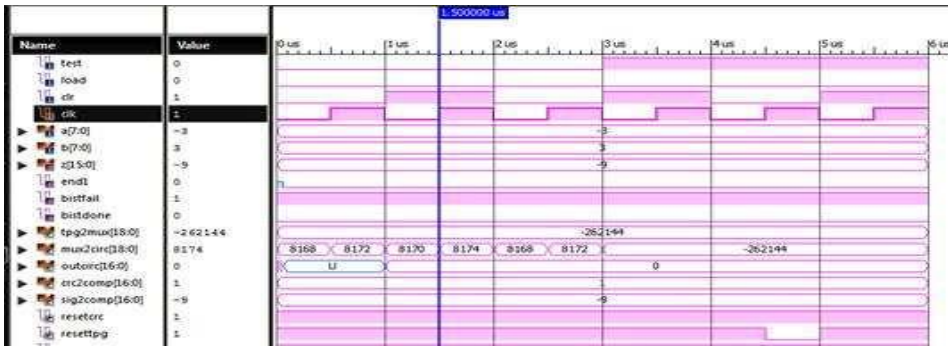 1.500000 us
Name Value 0 us 1 us 2 us 3 us 4 us 5 us 6 us
test 0
load 0
clr 1
clk 1
a[7:0] -3 -3
b[7:0] 3 3
z[15:0] -9 -9
end1 0
bistfail 1
bistdone 0
tpg2mux[18:0] -262144 -262144
mux2circ[18:0] 8174 8168 8172 8170 8174 8168 8172 -262144
outcirc[16:0] 0 U 0
crc2comp[16:0] 1 1
sig2comp[16:0] -9 -9
resetcrc 1
resettpg 1